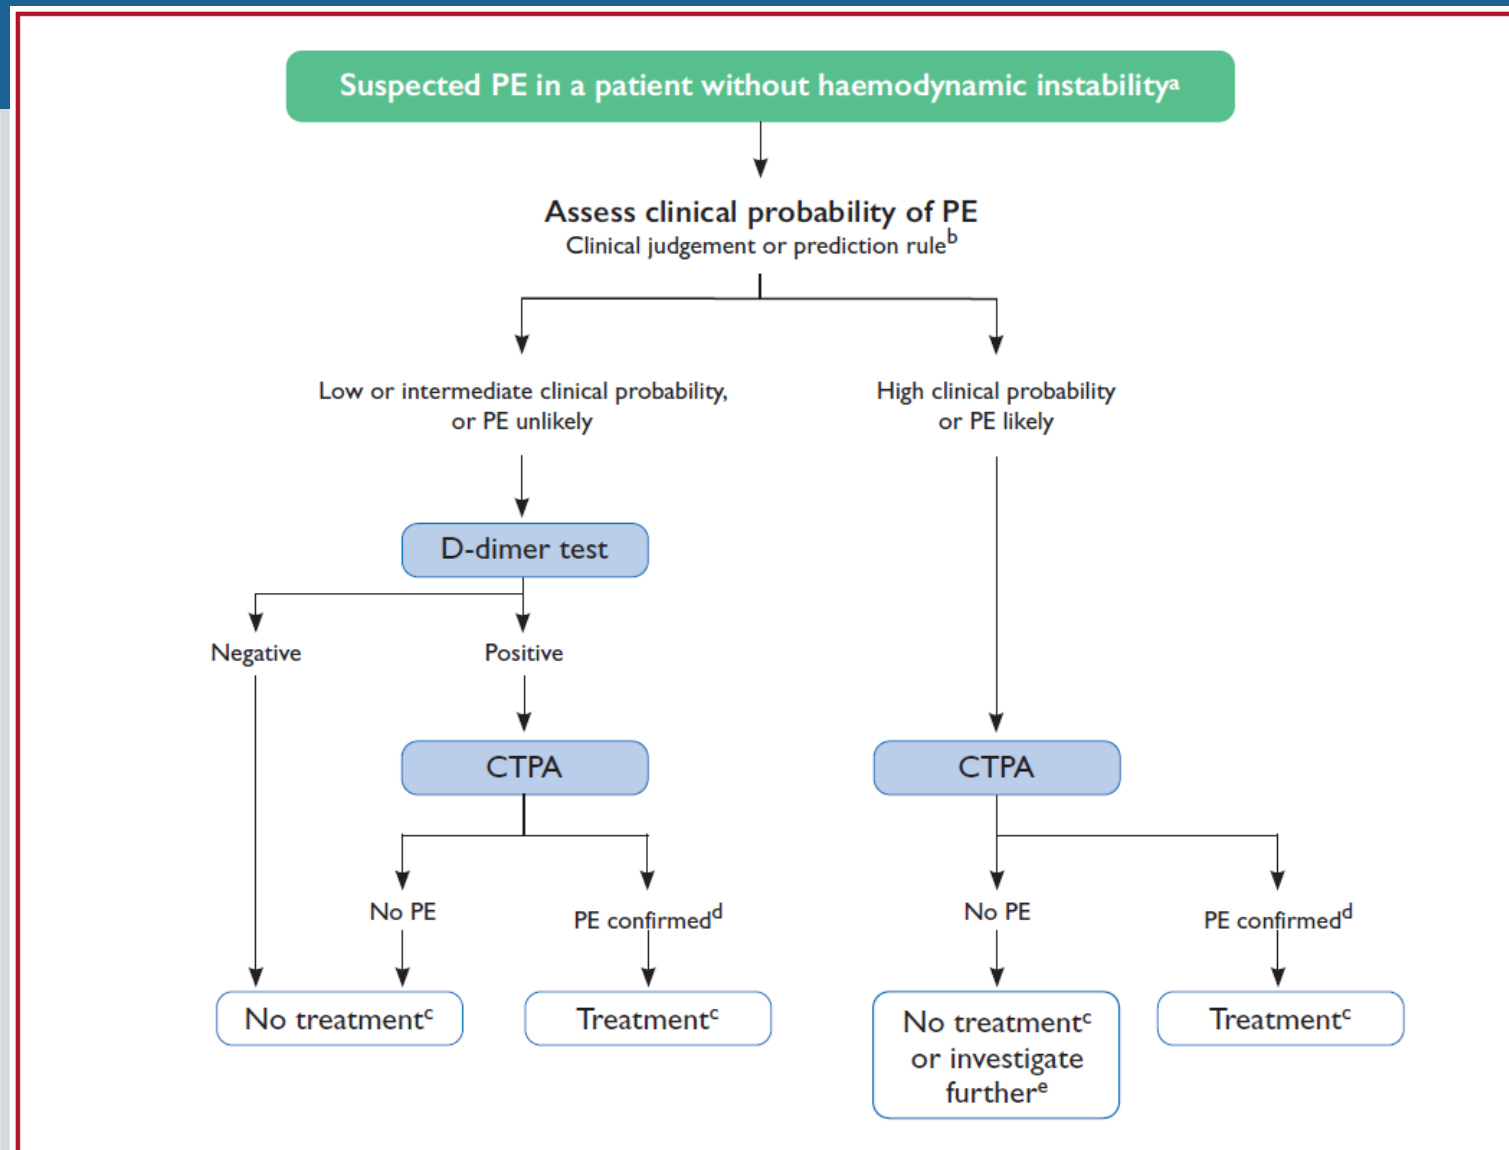 Suspected PE in a patient without haemodynamic instabilityᵃ
Assess clinical probability of PE
Clinical judgement or prediction ruleᵇ
Low or intermediate clinical probability,
or PE unlikely
High clinical probability
or PE likely
D-dimer test
Negative
Positive
CTPA
CTPA
No PE
PE confirmedᵈ
No PE
PE confirmedᵈ
No treatmentᶜ
Treatmentᶜ
No treatmentᶜ
or investigate
furtherᵉ
Treatmentᶜ